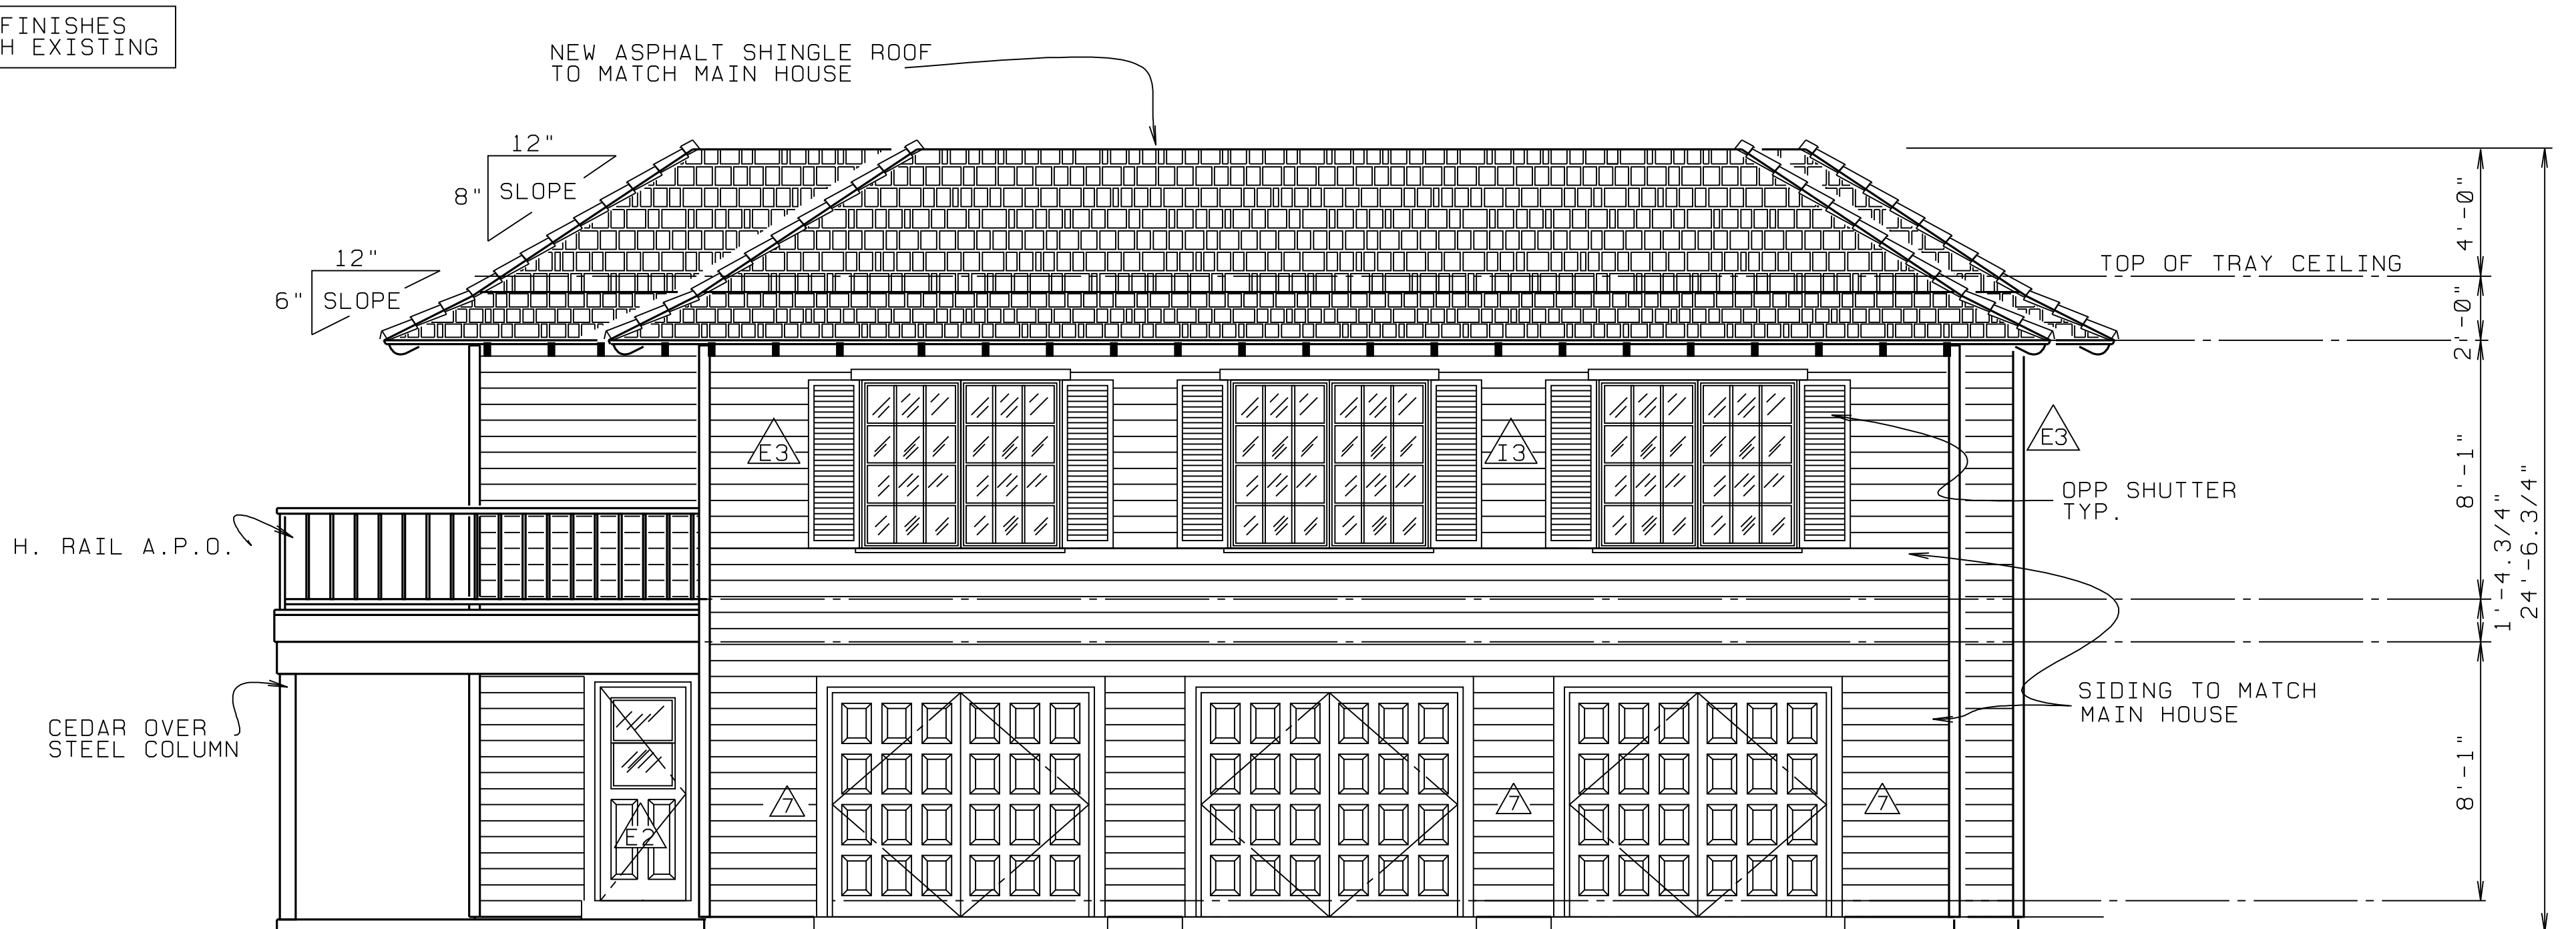 FINISHES
H EXISTING
NEW ASPHALT SHINGLE ROOF
TO MATCH MAIN HOUSE
12"
8" SLOPE
12"
6" SLOPE
4'-0"
TOP OF TRAY CEILING
2'-0"
E3
I3
E3
8'-1"
OPP SHUTTER
TYP.
1'-4.3/4"
24'-6.3/4"
H. RAIL A.P.O.
SIDING TO MATCH
MAIN HOUSE
CEDAR OVER
STEEL COLUMN
8'-1"
7
7
7
E2